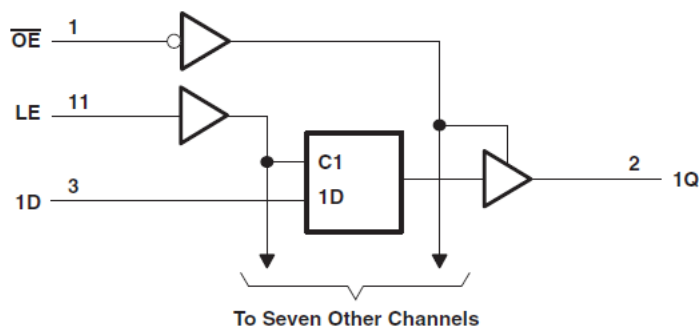 OE 1
LE 11
C1
1D 3 1D
2 1Q
To Seven Other Channels